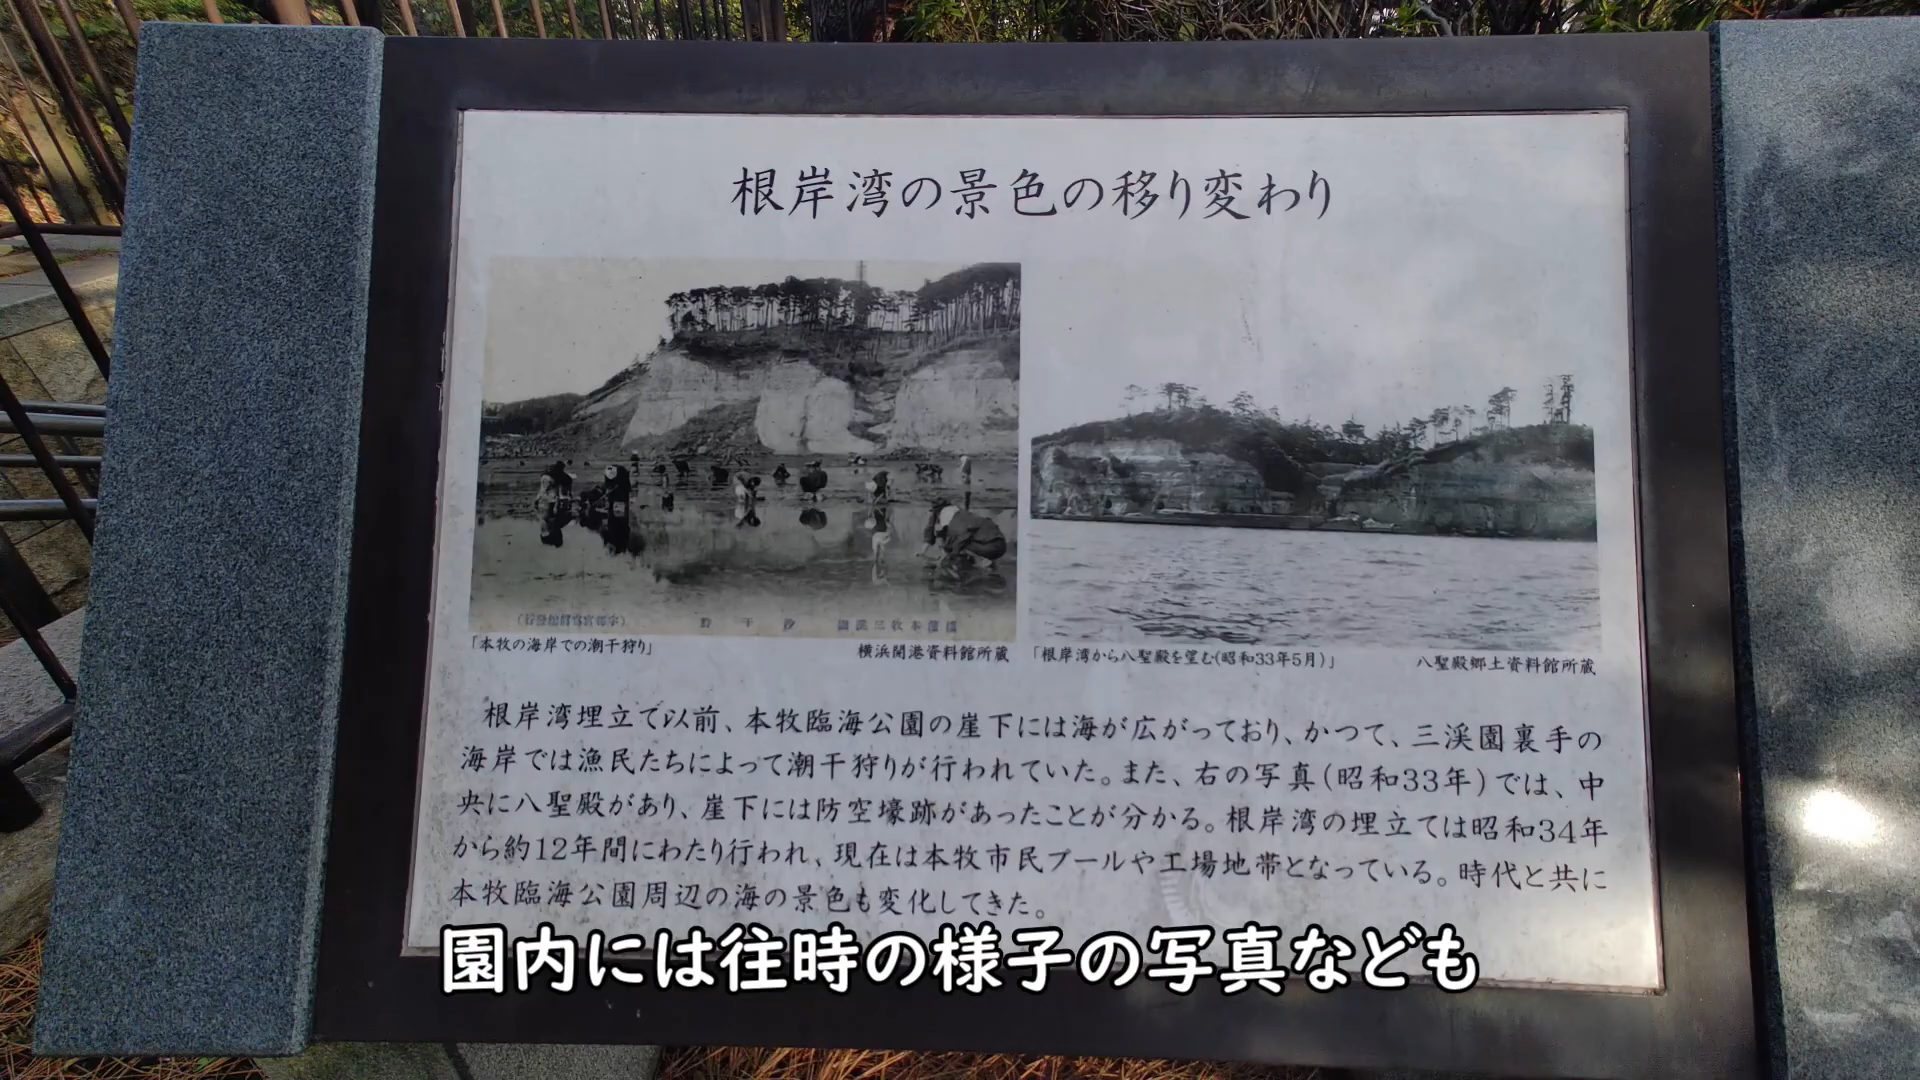 根岸湾の景色の移り変わり
「本牧の海岸での潮干狩り」
横浜開港資料館所蔵
「根岸湾から八聖殿を望む(昭和33年5月)」
八聖殿郷土資料館所蔵
根岸湾埋立て以前、本牧臨海公園の崖下には海が広がっており、かつて、三渓園裏手の
海岸では漁民たちによって潮干狩りが行われていた。また、右の写真(昭和33年)では、中
央に八聖殿があり、崖下には防空壕跡があったことが分かる。根岸湾の埋立ては昭和34年
から約12年間にわたり行われ、現在は本牧市民プールや工場地帯となっている。時代と共に
本牧臨海公園周辺の海の景色も変化してきた。
園内には往時の様子の写真なども